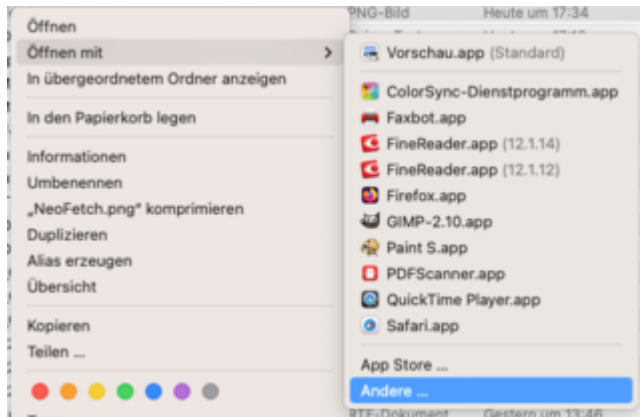 PNG-Bild Heute um 17:34
Öffnen
Öffnen mit
In übergeordnetem Ordner anzeigen
In den Papierkorb legen
Informationen
Umbenennen
„NeoFetch.png" komprimieren
Duplizieren
Alias erzeugen
Übersicht
Kopieren
Teilen ...
Vorschau.app (Standard)
ColorSync-Dienstprogramm.app
Faxbot.app
FineReader.app (12.1.14)
FineReader.app (12.1.12)
Firefox.app
GIMP-2.10.app
Paint S.app
PDFScanner.app
QuickTime Player.app
Safari.app
App Store ...
Andere ...
RTF-Dokument Gestern um 13:46